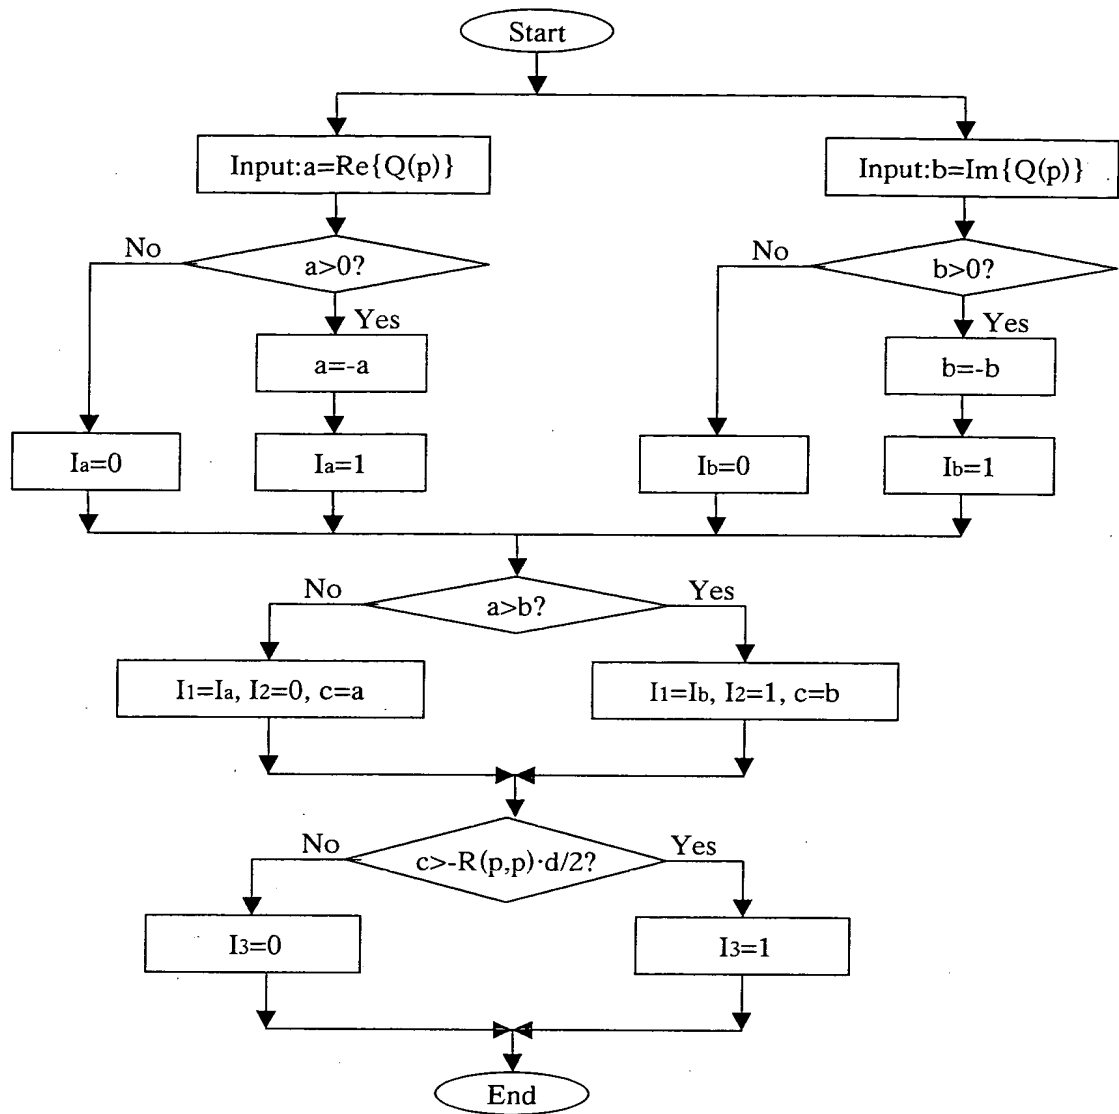 Start
Input:a=Re{Q(p)}
Input:b=Im{Q(p)}
No
a>0?
Yes
a=-a
Ia=0
Ia=1
No
b>0?
Yes
b=-b
Ib=0
Ib=1
No
a>b?
Yes
I1=Ia, I2=0, c=a
I1=Ib, I2=1, c=b
No
c>-R(p,p)·d/2?
Yes
I3=0
I3=1
End